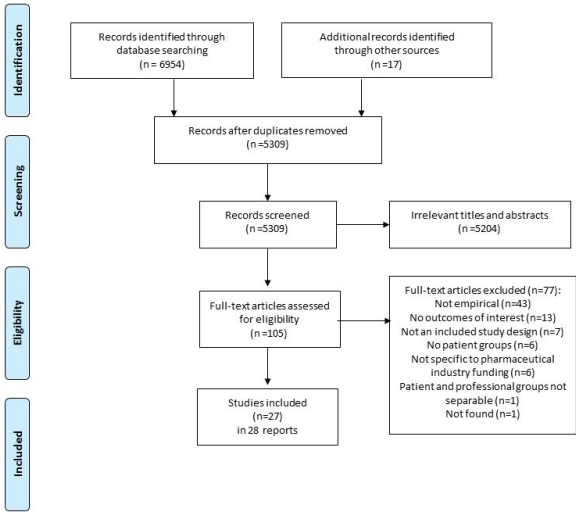 Identification
Records identified through
database searching
(n = 6954)
Additional records identified
through other sources
(n =17)
Records after duplicates removed
(n =5309)
Screening
Records screened
(n =5309)
Irrelevant titles and abstracts
(n =5204)
Eligibility
Full-text articles assessed
for eligibility
(n =105)
Full-text articles excluded (n=77):
Not empirical (n=43)
No outcomes of interest (n=13)
Not an included study design (n=7)
No patient groups (n=6)
Not specific to pharmaceutical
industry funding (n=6)
Patient and professional groups not
separable (n=1)
Not found (n=1)
Included
Studies included
(n=27)
in 28 reports